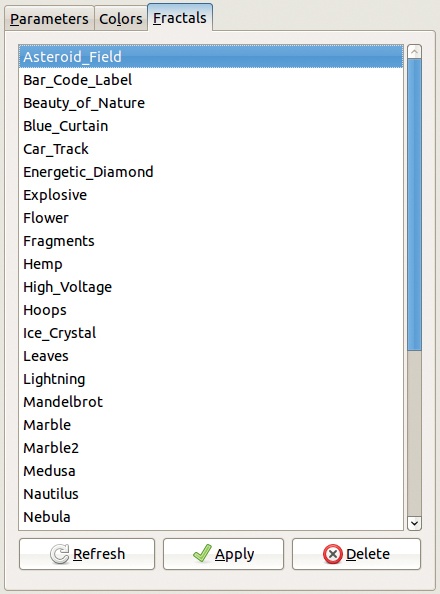 Parameters Colors Fractals
Asteroid_Field
Bar_Code_Label
Beauty_of_Nature
Blue_Curtain
Car_Track
Energetic_Diamond
Explosive
Flower
Fragments
Hemp
High_Voltage
Hoops
Ice_Crystal
Leaves
Lightning
Mandelbrot
Marble
Marble2
Medusa
Nautilus
Nebula
Refresh Apply Delete